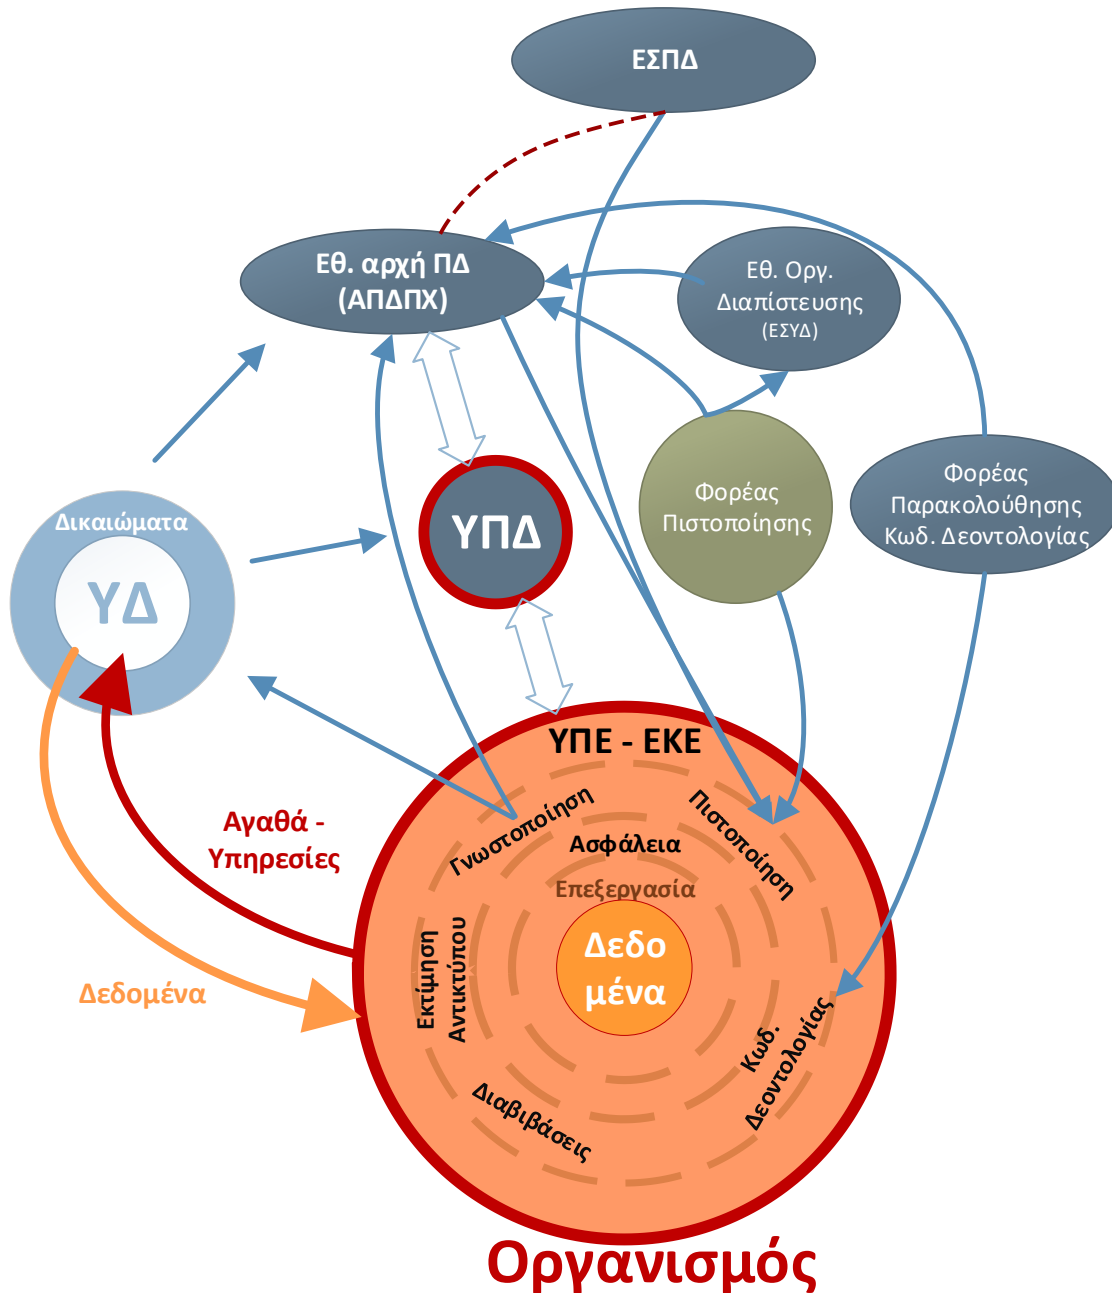 ΕΣΠΔ
Εθ. αρχή ΠΔ
(ΑΠΔΠΧ)
Εθ. Οργ.
Διαπίστευσης
(ΕΣΥΔ)
Φορέας
Πιστοποίησης
Φορέας
Παρακολούθησης
Κωδ. Δεοντολογίας
Δικαιώματα
ΥΔ
ΥΠΔ
ΥΠΕ - ΕΚΕ
Γνωστοποίηση
Πιστοποίηση
Ασφάλεια
Επεξεργασία
Δεδο
μένα
Αγαθά -
Υπηρεσίες
Δεδομένα
Εκτίμηση
Αντικτύπου
Κωδ.
Δεοντολογίας
Διαβιβάσεις
Οργανισμός